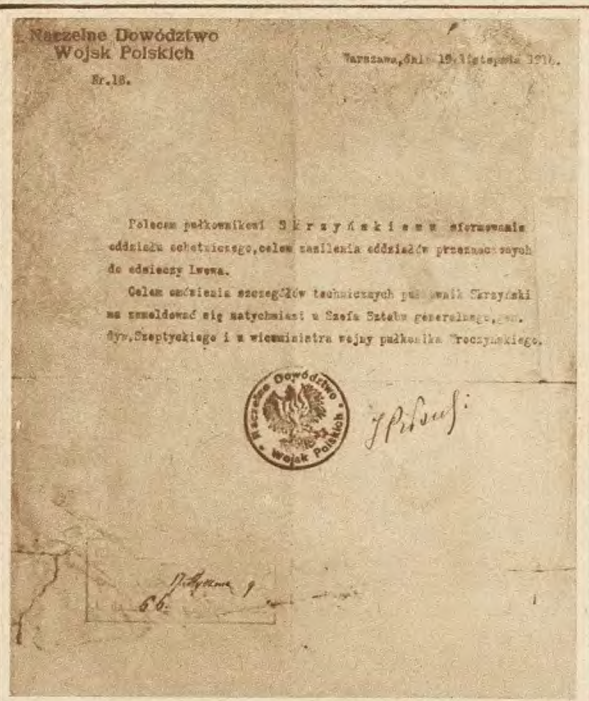 Naczelne Dowództwo
Wojsk Polskich
Nr.18.
Warszawa, dnia 19 listopada 1918.
Polecam pułkownikowi Skrzyńskiemu sformowanie
oddziału ochotniczego, celem zasilenia oddziałów przeznaczonych
do odsieczy Lwowa.
Celem omówienia szczegółów technicznych pułkownik Skrzyński
ma zameldować się natychmiast u Szefa Sztabu generalnego, gen.
dyw. Szeptyckiego i u wiceministra wojny pułkownika Wroczyńskiego.
Naczelne Dowództwo
Wojsk Polskich
J Piłsudski